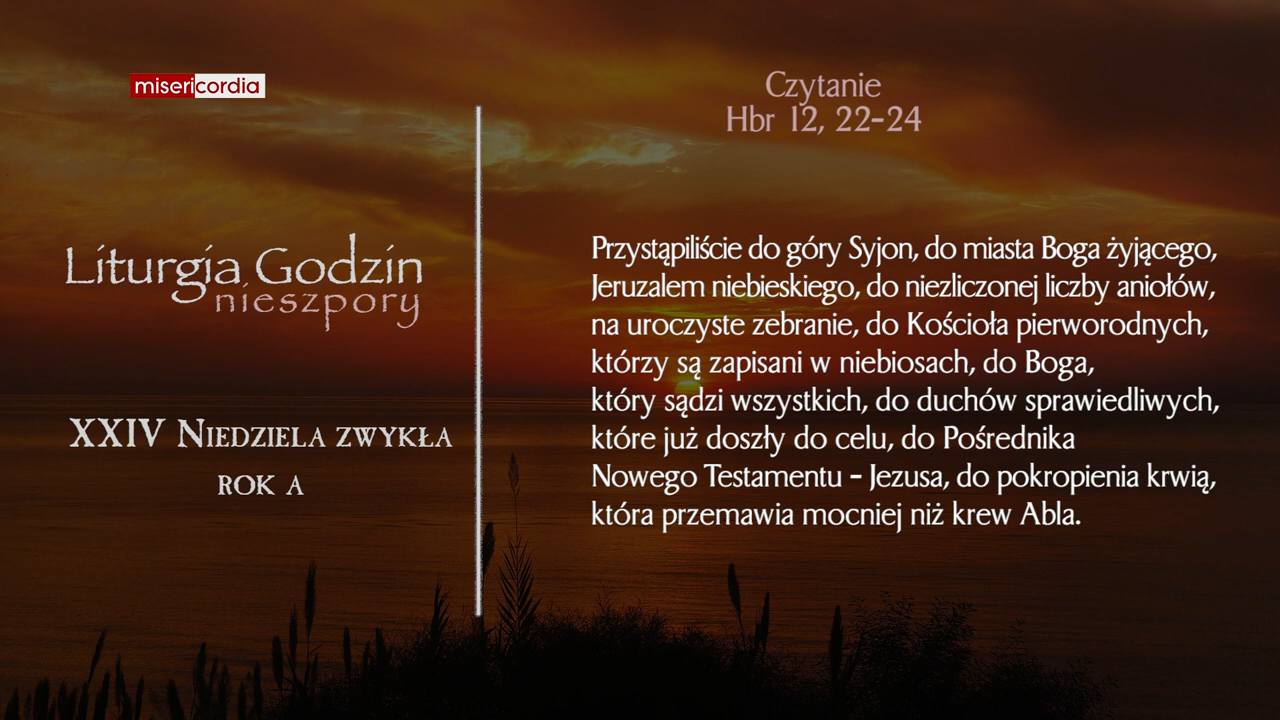 misericordia
Liturgia Godzin
nieszpory
XXIV Niedziela zwykła
rok A
Czytanie
Hbr 12, 22-24
Przystąpiliście do góry Syjon, do miasta Boga żyjącego,
Jeruzalem niebieskiego, do niezliczonej liczby aniołów,
na uroczyste zebranie, do Kościoła pierworodnych,
którzy są zapisani w niebiosach, do Boga,
który sądzi wszystkich, do duchów sprawiedliwych,
które już doszły do celu, do Pośrednika
Nowego Testamentu - Jezusa, do pokropienia krwią,
która przemawia mocniej niż krew Abla.